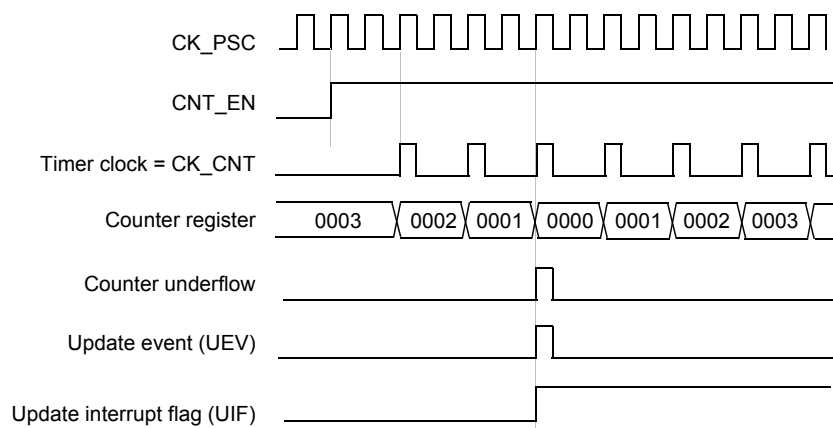 CK_PSC
CNT_EN
Timer clock = CK_CNT
Counter register 0003 0002 0001 0000 0001 0002 0003
Counter underflow
Update event (UEV)
Update interrupt flag (UIF)